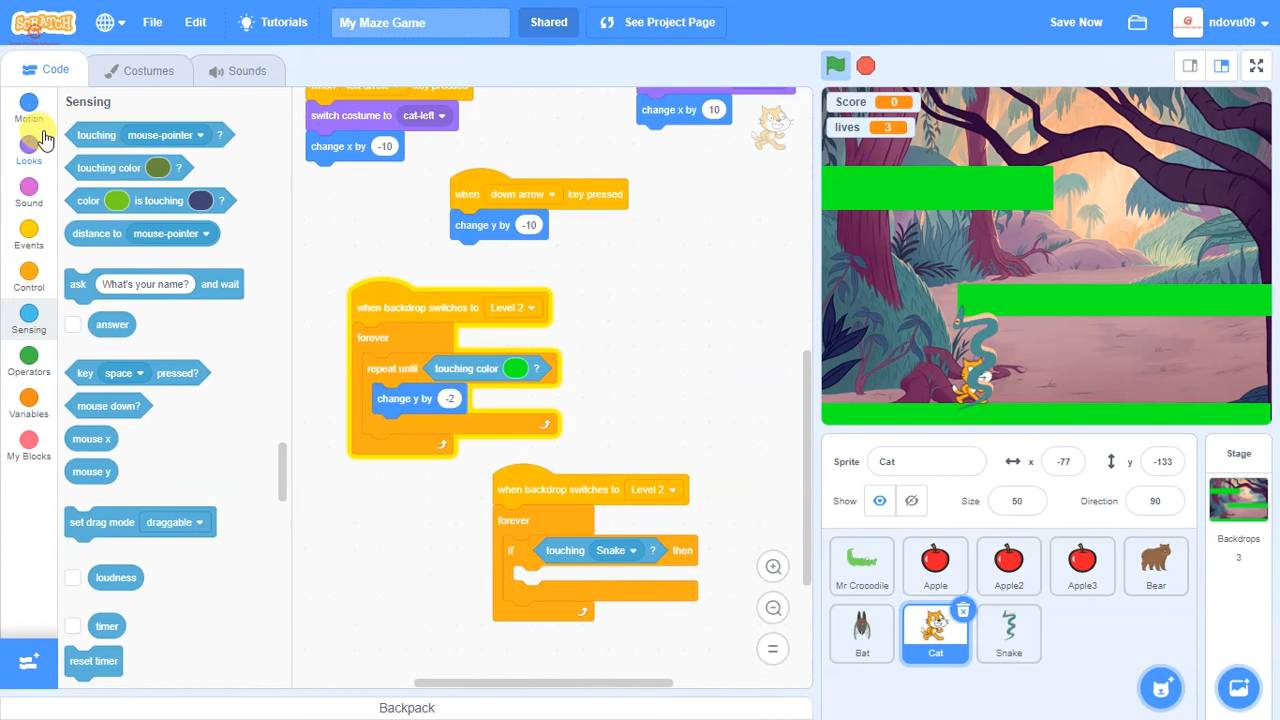 SCRATCH
File
Edit
Tutorials
My Maze Game
Shared
See Project Page
Save Now
ndovu09
Code
Costumes
Sounds
Motion
Looks
Sound
Events
Control
Sensing
Operators
Variables
My Blocks
Sensing
touching mouse-pointer ?
touching color ?
color is touching ?
distance to mouse-pointer
ask What's your name? and wait
answer
key space pressed?
mouse down?
mouse x
mouse y
set drag mode draggable
loudness
timer
reset timer
when left arrow key pressed
switch costume to cat-left
change x by -10
change x by 10
when down arrow key pressed
change y by -10
when backdrop switches to Level 2
forever
repeat until touching color ?
change y by -2
when backdrop switches to Level 2
forever
if touching Snake ? then
Backpack
Score 0
lives 3
Sprite Cat
x -77
y -133
Show
Size 50
Direction 90
Mr Crocodile
Apple
Apple2
Apple3
Bear
Bat
Cat
Snake
Stage
Backdrops
3